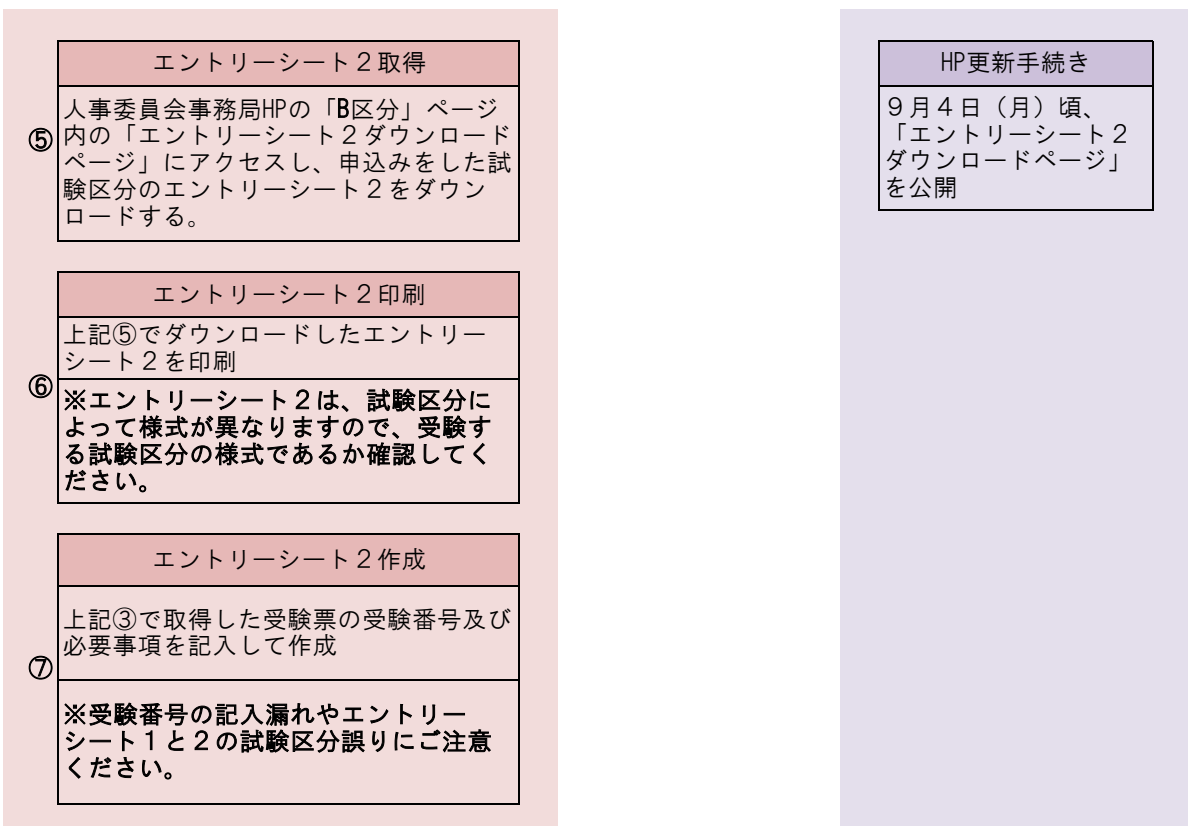 エントリーシート２取得
⑤
人事委員会事務局HPの「B区分」ページ
内の「エントリーシート２ダウンロード
ページ」にアクセスし、申込みをした試
験区分のエントリーシート２をダウン
ロードする。
エントリーシート２印刷
⑥
上記⑤でダウンロードしたエントリー
シート２を印刷
※エントリーシート２は、試験区分に
よって様式が異なりますので、受験す
る試験区分の様式であるか確認してく
ださい。
エントリーシート２作成
⑦
上記③で取得した受験票の受験番号及び
必要事項を記入して作成
※受験番号の記入漏れやエントリー
シート１と２の試験区分誤りにご注意
ください。
HP更新手続き
９月４日（月）頃、
「エントリーシート２
ダウンロードページ」
を公開